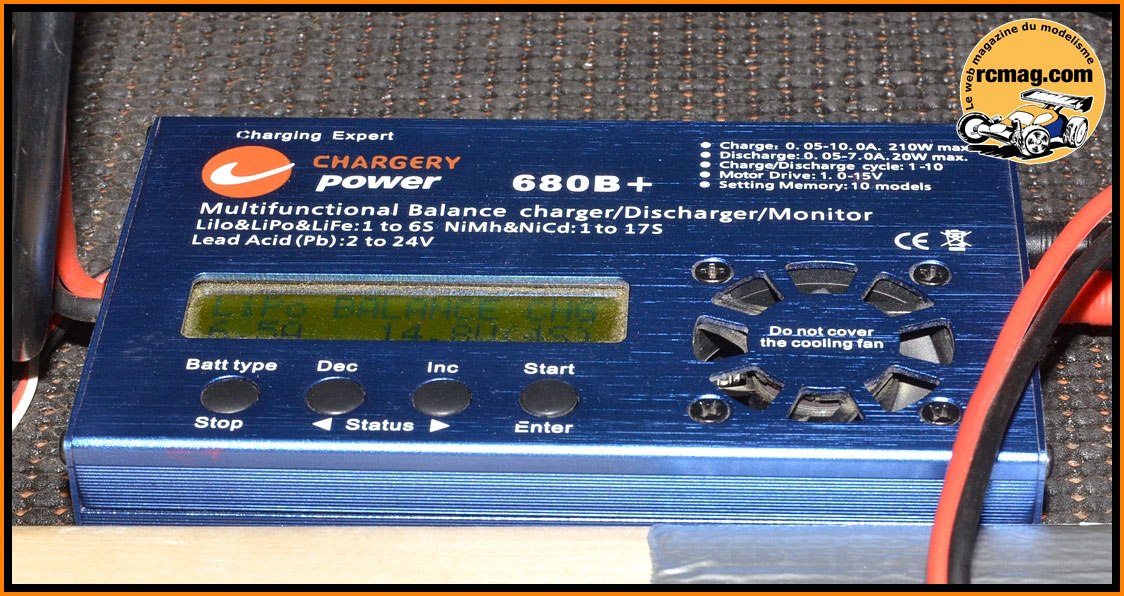 Le web magazine du modelisme
rcmag.com
Charging Expert
CHARGERY
power
680B+
Charge: 0.05-10.0A. 210W max.
Discharge: 0.05-7.0A. 20W max.
Charge/Discharge cycle: 1-10
Motor Drive: 1.0-15V
Setting Memory: 10 models
Multifunctional Balance charger/Discharger/Monitor
LiIo&LiPo&LiFe: 1 to 6S NiMh&NiCd: 1 to 17S
Lead Acid (Pb): 2 to 24V
CE
LiPo BALANCE CHG
Do not cover
the cooling fan
Batt type Dec Inc Start
Stop ◀ Status ▶ Enter